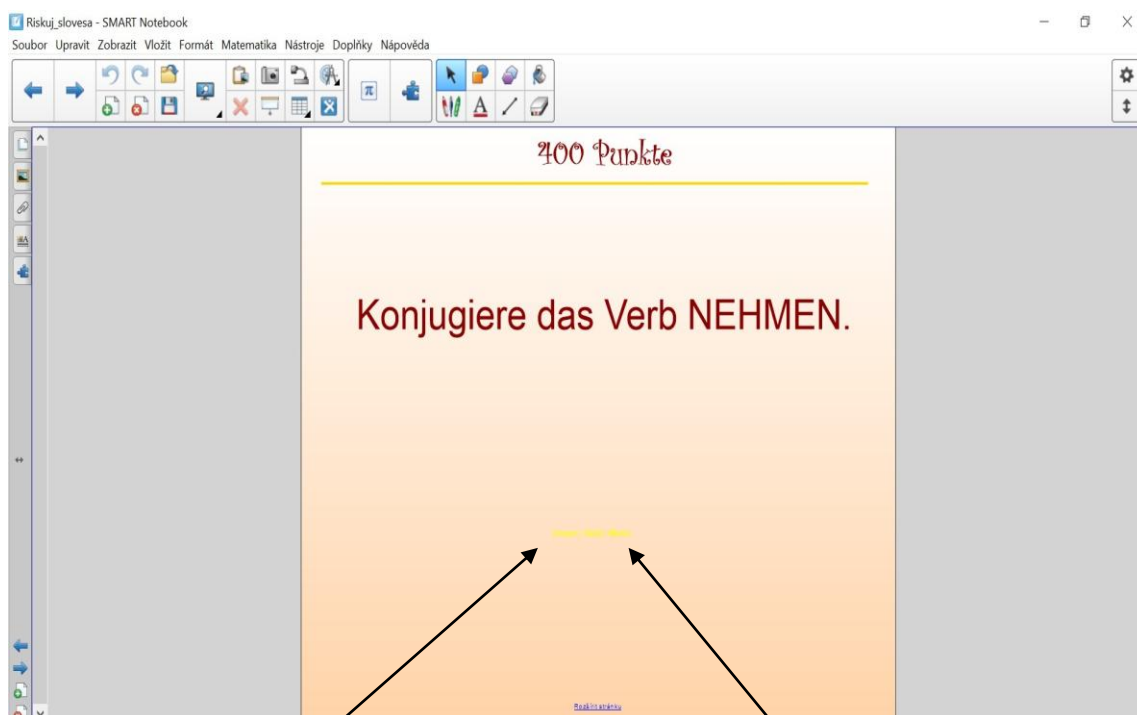 Riskuj_slovesa - SMART Notebook
Soubor Upravit Zobrazit Vložit Formát Matematika Nástroje Doplňky Nápověda
400 Punkte
Konjugiere das Verb NEHMEN.
Rozšířit stránku